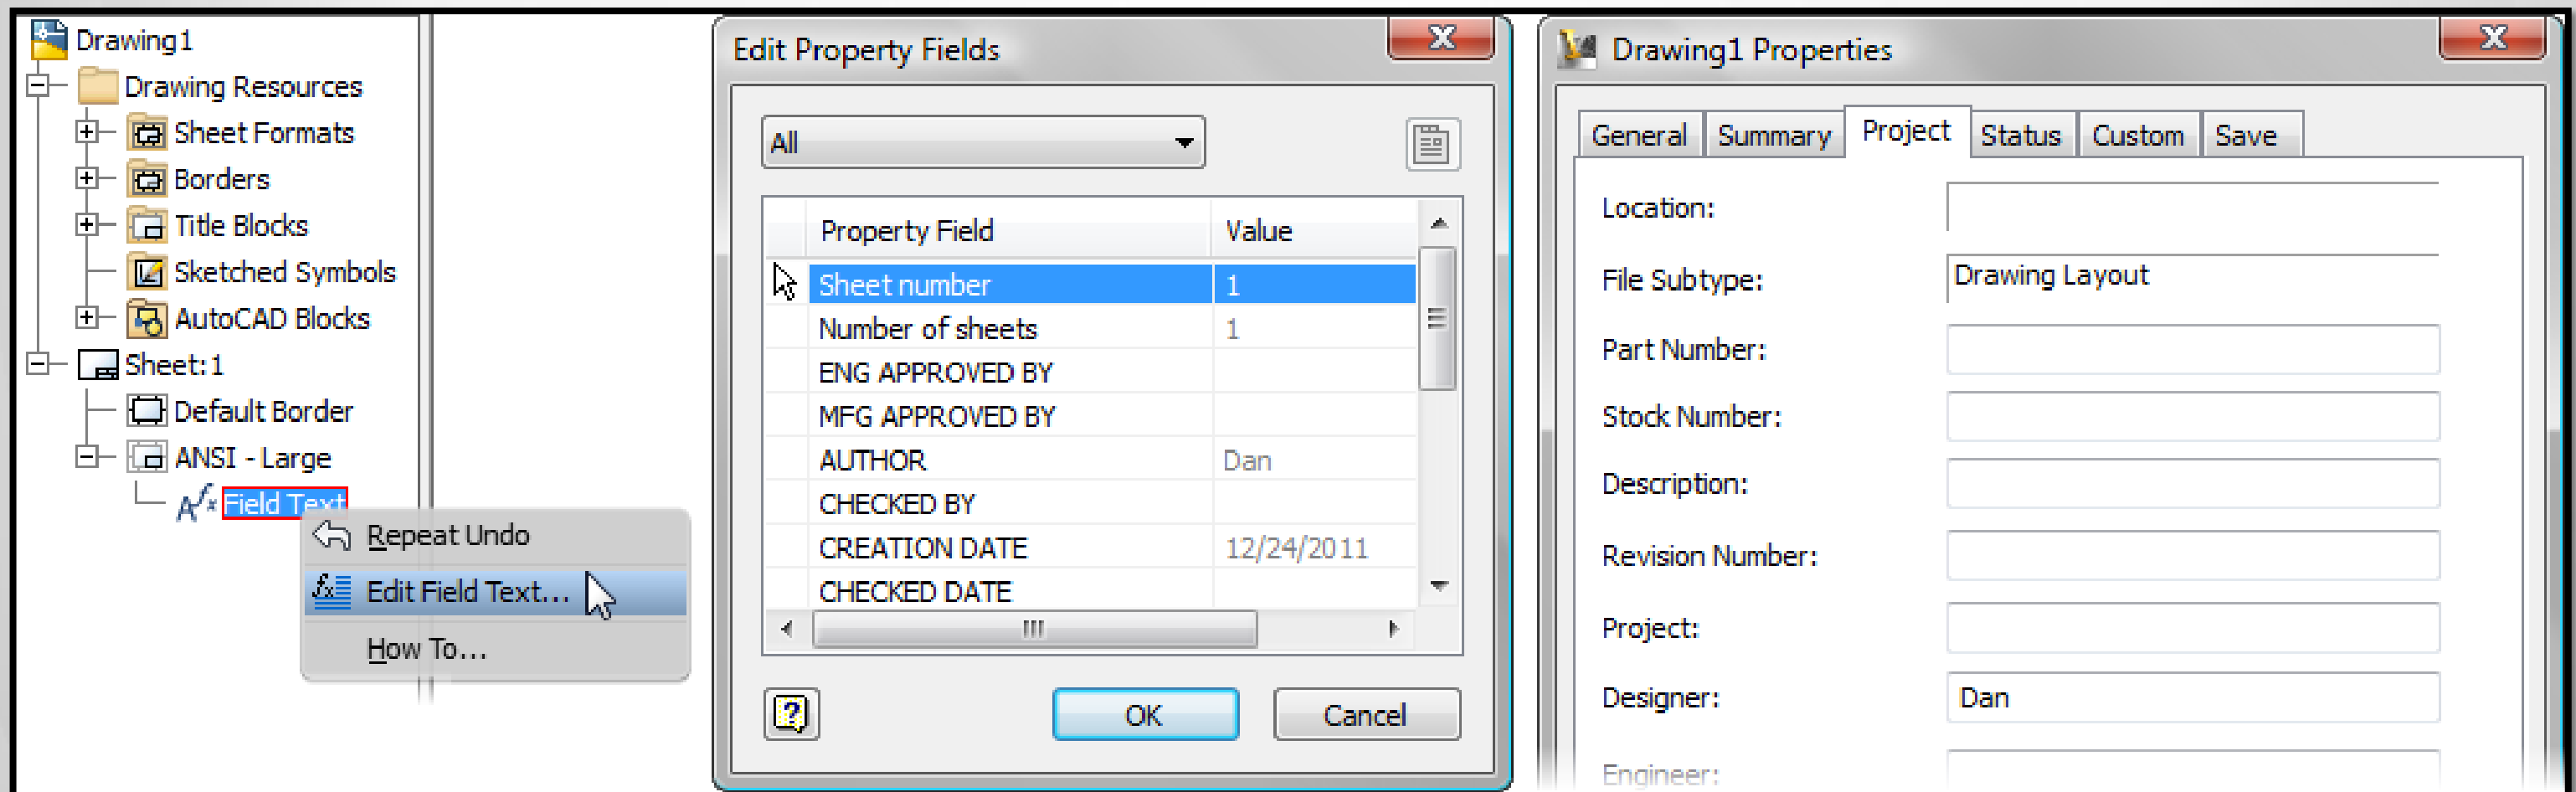 Drawing1
Drawing Resources
Sheet Formats
Borders
Title Blocks
Sketched Symbols
AutoCAD Blocks
Sheet:1
Default Border
ANSI - Large
Field Text
Repeat Undo
Edit Field Text...
How To...
Edit Property Fields
All
Property Field Value
Sheet number 1
Number of sheets 1
ENG APPROVED BY
MFG APPROVED BY
AUTHOR Dan
CHECKED BY
CREATION DATE 12/24/2011
CHECKED DATE
OK Cancel
Drawing1 Properties
General Summary Project Status Custom Save
Location:
File Subtype: Drawing Layout
Part Number:
Stock Number:
Description:
Revision Number:
Project:
Designer: Dan
Engineer: